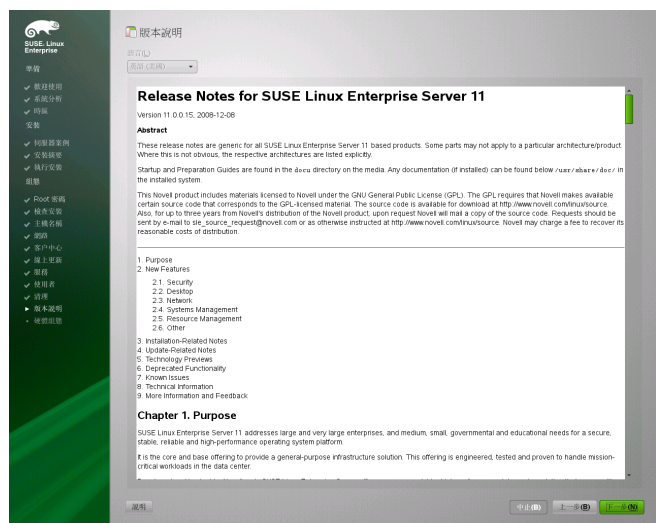 SUSE. Linux
Enterprise
準備
歡迎使用
系統分析
時區
安裝
伺服器案例
安裝摘要
執行安裝
組態
Root 密碼
檢查安裝
主機名稱
網路
客戶中心
線上更新
服務
使用者
清理
版本說明
硬體組態
版本說明
語言(L)
英語 (美國)
Release Notes for SUSE Linux Enterprise Server 11
Version 11.0.0.15, 2008-12-08
Abstract
These release notes are generic for all SUSE Linux Enterprise Server 11 based products. Some parts may not apply to a particular architecture/product.
Where this is not obvious, the respective architectures are listed explicitly.
Startup and Preparation Guides are found in the docu directory on the media. Any documentation (if installed) can be found below /usr/share/doc/ in
the installed system.
This Novell product includes materials licensed to Novell under the GNU General Public License (GPL). The GPL requires that Novell makes available
certain source code that corresponds to the GPL-licensed material. The source code is available for download at http://www.novell.com/linux/source.
Also, for up to three years from Novell's distribution of the Novell product, upon request Novell will mail a copy of the source code. Requests should be
sent by e-mail to sle_source_request@novell.com or as otherwise instructed at http://www.novell.com/linux/source. Novell may charge a fee to recover its
reasonable costs of distribution.
1. Purpose
2. New Features
2.1. Security
2.2. Desktop
2.3. Network
2.4. Systems Management
2.5. Resource Management
2.6. Other
3. Installation-Related Notes
4. Update-Related Notes
5. Technology Previews
6. Deprecated Functionality
7. Known Issues
8. Technical Information
9. More Information and Feedback
Chapter 1. Purpose
SUSE Linux Enterprise Server 11 addresses large and very large enterprises, and medium, small, governmental and educational needs for a secure,
stable, reliable and high-performance operating system platform.
It is the core and base offering to provide a general-purpose infrastructure solution. This offering is engineered, tested and proven to handle mission-
critical workloads in the data center.
說明
中止(B)
上一步(B)
下一步(N)